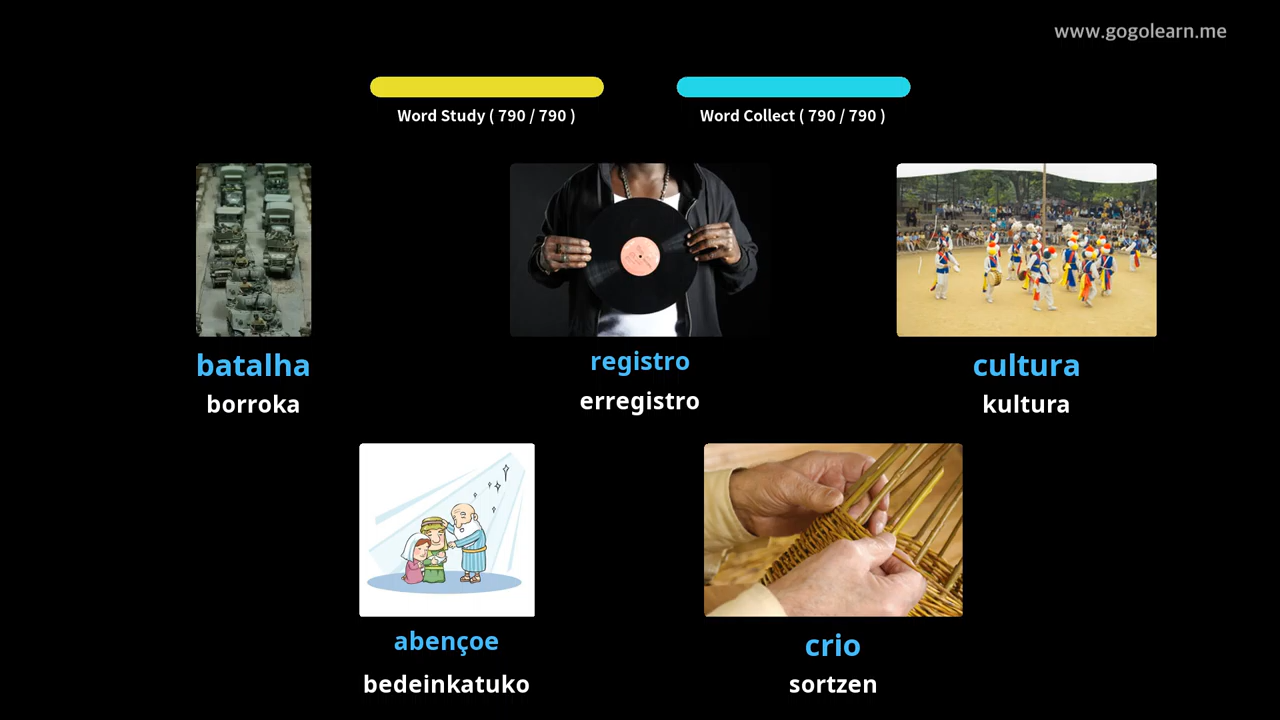 www.gogolearn.me
Word Study ( 790 / 790 )
Word Collect ( 790 / 790 )
batalha
borroka
registro
erregistro
cultura
kultura
abençoe
bedeinkatuko
crio
sortzen